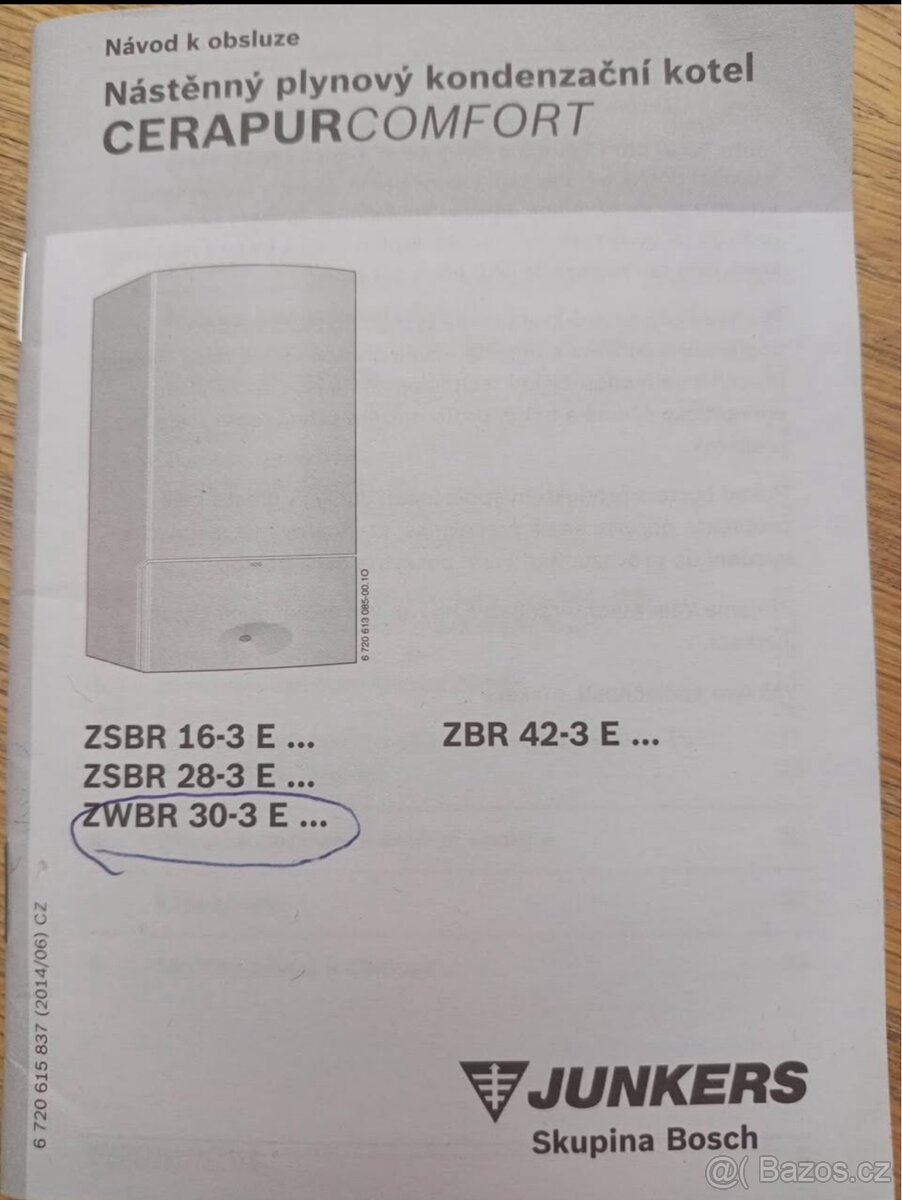 Návod k obsluze
Nástěnný plynový kondenzační kotel
CERAPURCOMFORT
6 720 613 085-00.1O
ZSBR 16-3 E ...
ZSBR 28-3 E ...
ZWBR 30-3 E ...
ZBR 42-3 E ...
6 720 615 837 (2014/06) CZ
JUNKERS
Skupina Bosch
@( Bazos.cz